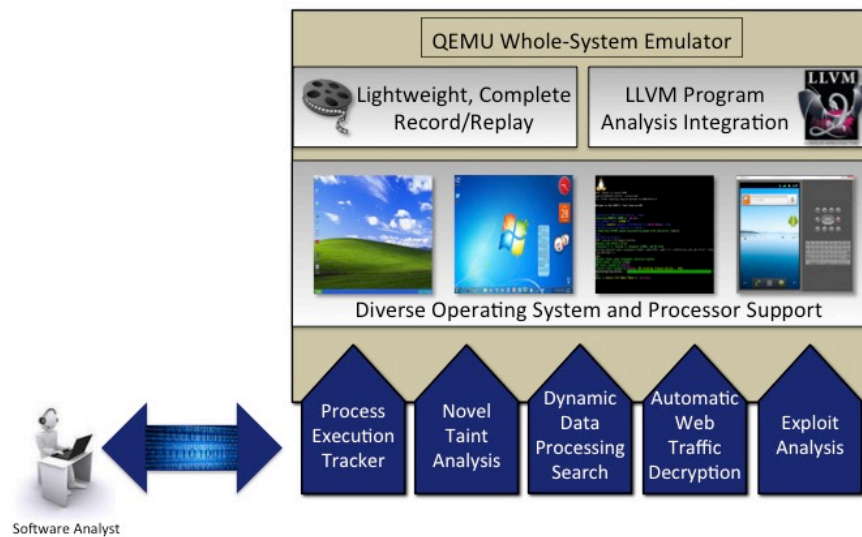 QEMU Whole-System Emulator
Lightweight, Complete
Record/Replay
LLVM Program
Analysis Integration
LLVM
Diverse Operating System and Processor Support
Process
Execution
Tracker
Novel
Taint
Analysis
Dynamic
Data
Processing
Search
Automatic
Web
Traffic
Decryption
Exploit
Analysis
Software Analyst